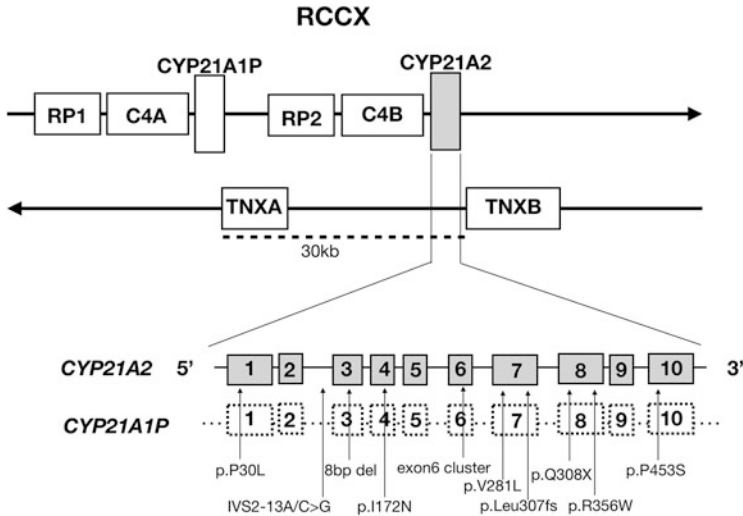 RCCX
CYP21A1P CYP21A2
RP1 C4A RP2 C4B
TNXA TNXB
30kb
CYP21A2 5' 1 2 3 4 5 6 7 8 9 10 3'
CYP21A1P 1 2 3 4 5 6 7 8 9 10
p.P30L 8bp del exon6 cluster p.V281L p.Q308X p.P453S
IVS2-13A/C>G p.I172N p.Leu307fs p.R356W